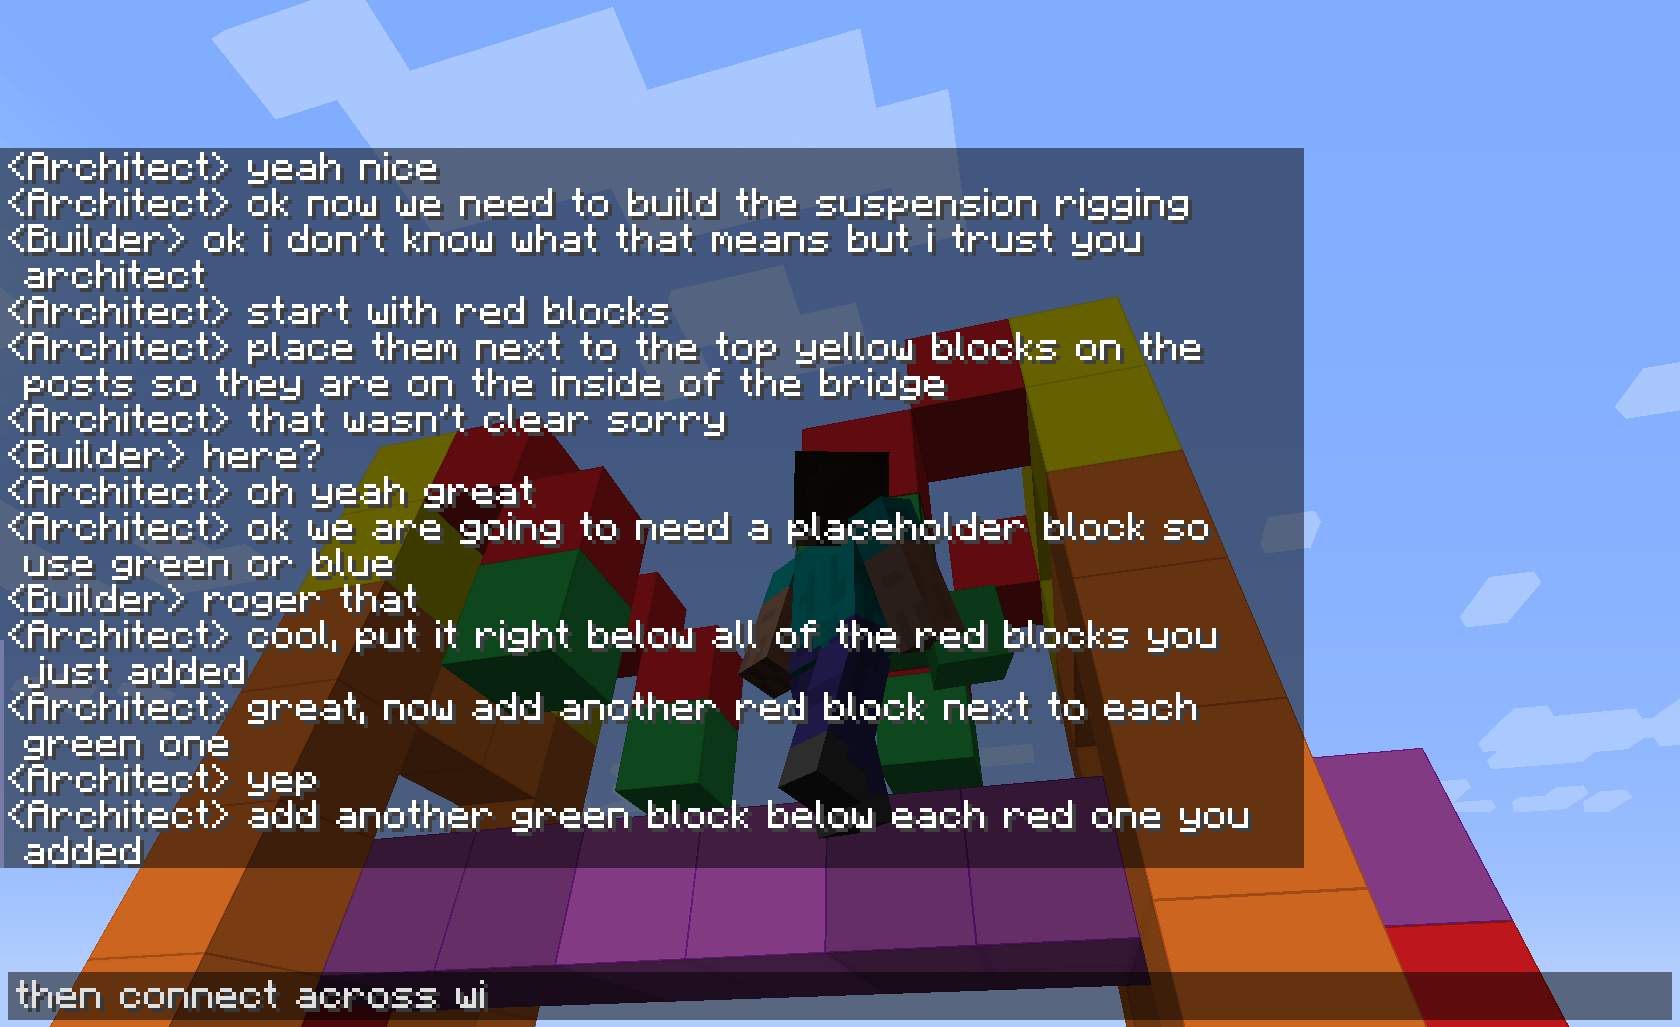 <Architect> yeah nice
<Architect> ok now we need to build the suspension rigging
<Builder> ok i don't know what that means but i trust you
architect
<Architect> start with red blocks
<Architect> place them next to the top yellow blocks on the
posts so they are on the inside of the bridge
<Architect> that wasn't clear sorry
<Builder> here?
<Architect> oh yeah great
<Architect> ok we are going to need a placeholder block so
use green or blue
<Builder> roger that
<Architect> cool, put it right below all of the red blocks you
just added
<Architect> great, now add another red block next to each
green one
<Architect> yep
<Architect> add another green block below each red one you
added
then connect across wi